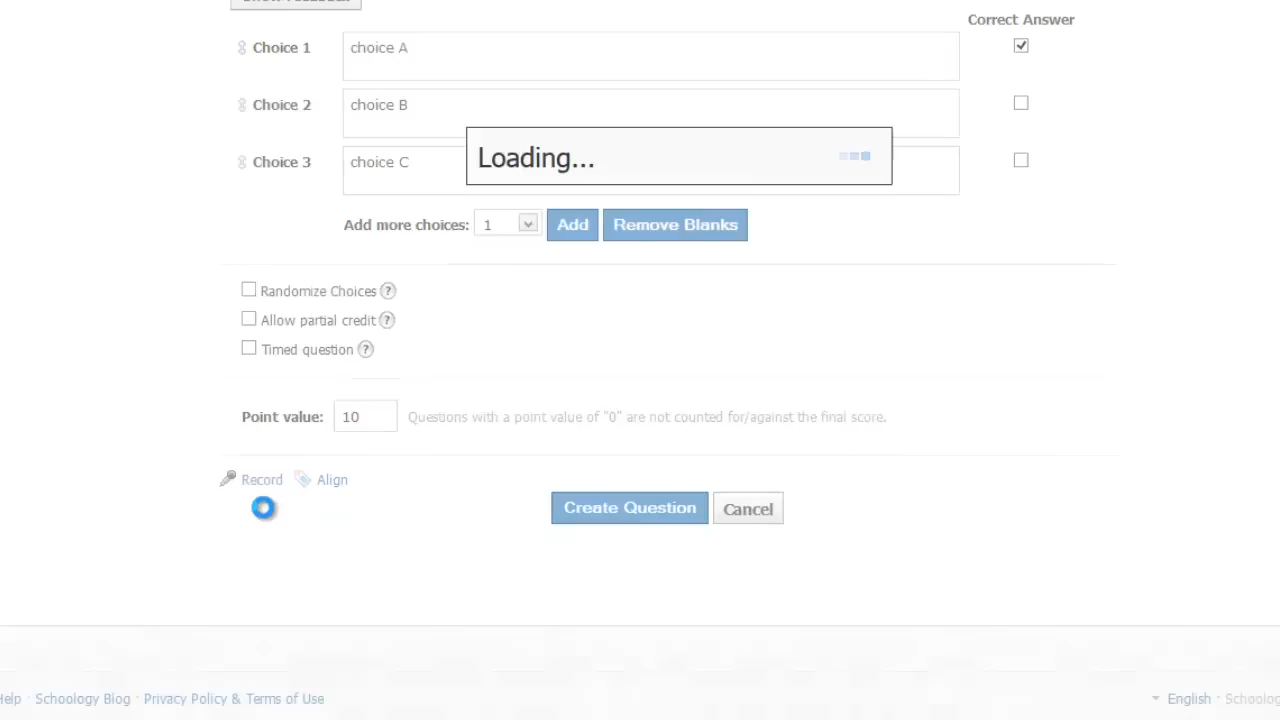 Correct Answer
Choice 1 choice A
Choice 2 choice B
Loading...
Choice 3 choice C
Add more choices: 1 Add Remove Blanks
Randomize Choices ?
Allow partial credit ?
Timed question ?
Point value: 10 Questions with a point value of "0" are not counted for/against the final score.
Record Align
Create Question Cancel
Help · Schoology Blog · Privacy Policy & Terms of Use English · Schoolog